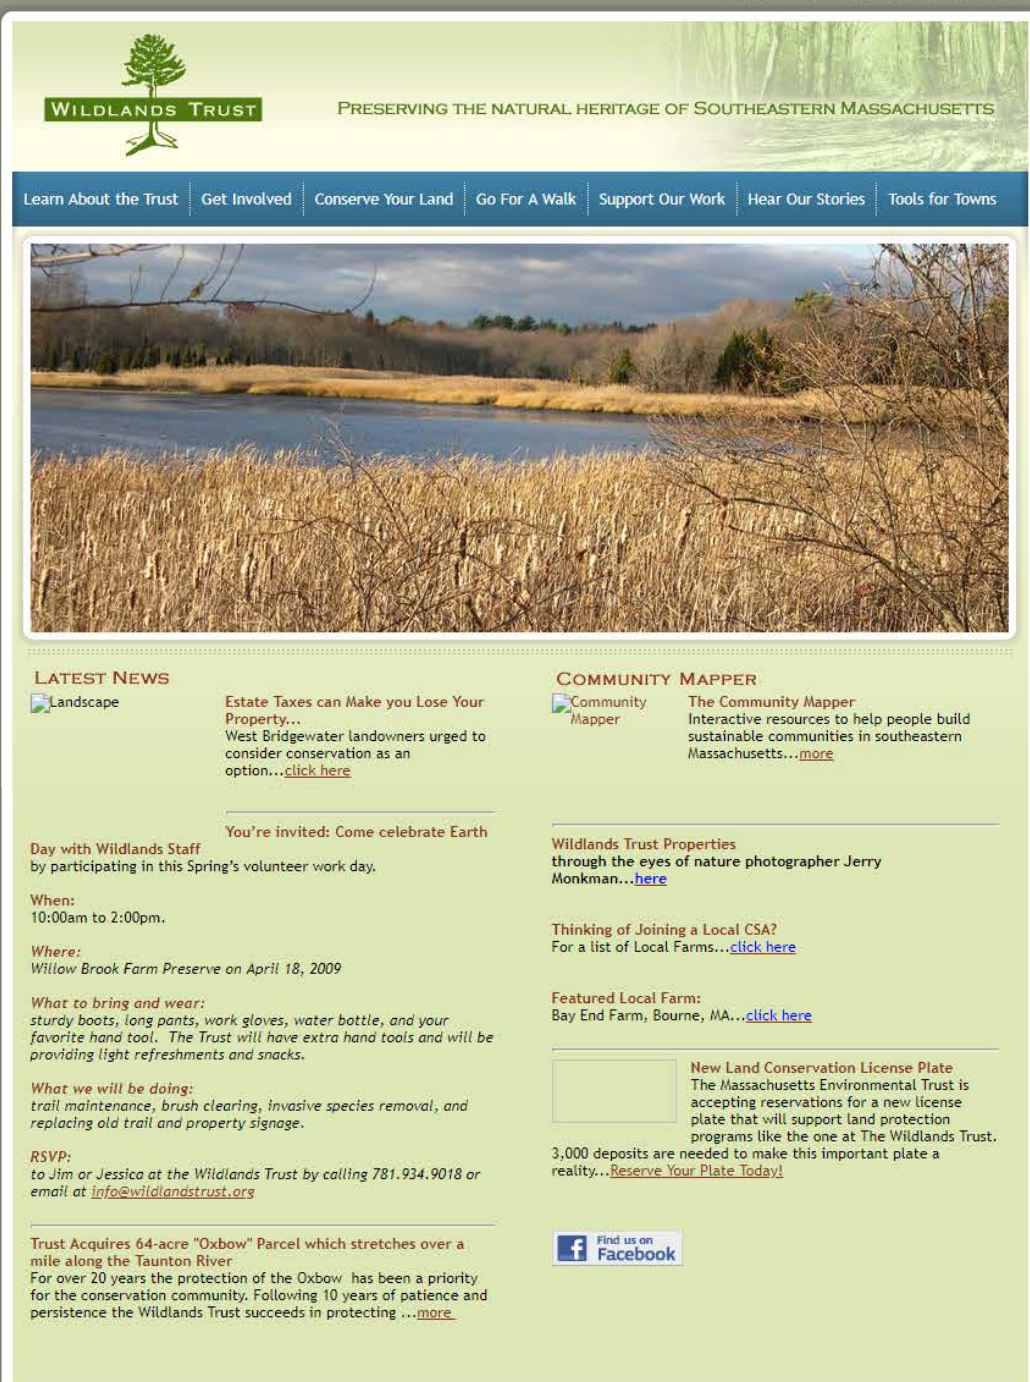 WILDLANDS TRUST
PRESERVING THE NATURAL HERITAGE OF SOUTHEASTERN MASSACHUSETTS
Learn About the Trust
Get Involved
Conserve Your Land
Go For A Walk
Support Our Work
Hear Our Stories
Tools for Towns
LATEST NEWS
Landscape
Estate Taxes can Make you Lose Your
Property...
West Bridgewater landowners urged to
consider conservation as an
option...click here
You're invited: Come celebrate Earth
Day with Wildlands Staff
by participating in this Spring's volunteer work day.
When:
10:00am to 2:00pm.
Where:
Willow Brook Farm Preserve on April 18, 2009
What to bring and wear:
sturdy boots, long pants, work gloves, water bottle, and your
favorite hand tool. The Trust will have extra hand tools and will be
providing light refreshments and snacks.
What we will be doing:
trail maintenance, brush clearing, invasive species removal, and
replacing old trail and property signage.
RSVP:
to Jim or Jessica at the Wildlands Trust by calling 781.934.9018 or
email at info@wildlandstrust.org
Trust Acquires 64-acre "Oxbow" Parcel which stretches over a
mile along the Taunton River
For over 20 years the protection of the Oxbow has been a priority
for the conservation community. Following 10 years of patience and
persistence the Wildlands Trust succeeds in protecting ...more
COMMUNITY MAPPER
Community
Mapper
The Community Mapper
Interactive resources to help people build
sustainable communities in southeastern
Massachusetts...more
Wildlands Trust Properties
through the eyes of nature photographer Jerry
Monkman...here
Thinking of Joining a Local CSA?
For a list of Local Farms...click here
Featured Local Farm:
Bay End Farm, Bourne, MA...click here
New Land Conservation License Plate
The Massachusetts Environmental Trust is
accepting reservations for a new license
plate that will support land protection
programs like the one at The Wildlands Trust.
3,000 deposits are needed to make this important plate a
reality...Reserve Your Plate Today!
Find us on
Facebook